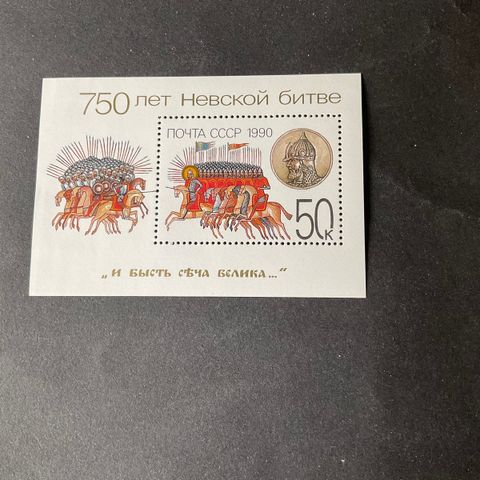 750 лет Невской битве
ПОЧТА СССР 1990
50к
„и бысть сѣча велика..."